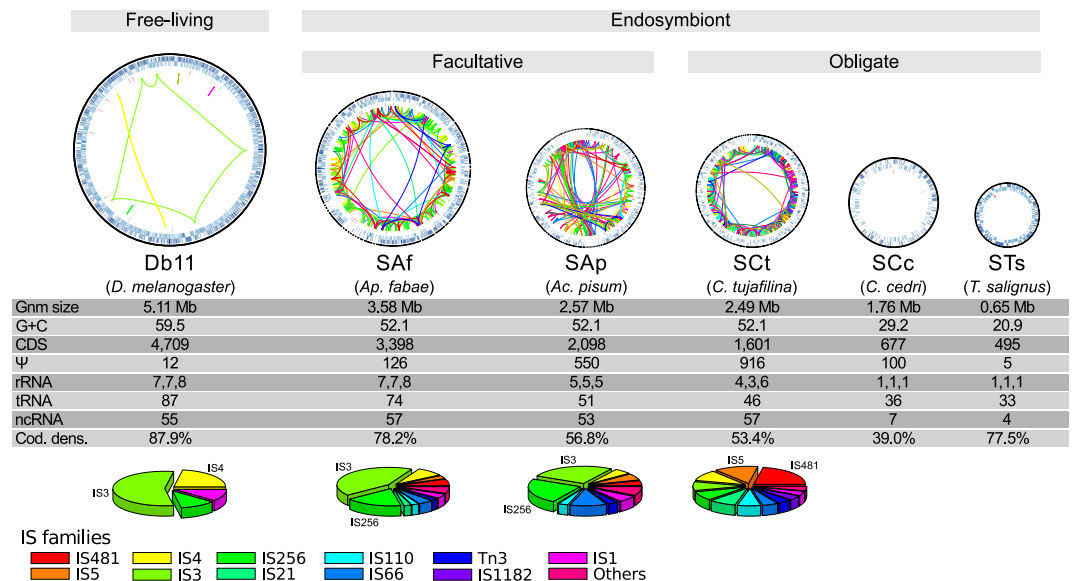 Free-living Endosymbiont
Facultative Obligate
Db11 SAf SAp SCt SCc STs
(D. melanogaster) (Ap. fabae) (Ac. pisum) (C. tujafilina) (C. cedri) (T. salignus)
Gnm size 5.11 Mb 3.58 Mb 2.57 Mb 2.49 Mb 1.76 Mb 0.65 Mb
G+C 59.5 52.1 52.1 52.1 29.2 20.9
CDS 4,709 3,398 2,098 1,601 677 495
Ψ 12 126 550 916 100 5
rRNA 7,7,8 7,7,8 5,5,5 4,3,6 1,1,1 1,1,1
tRNA 87 74 51 46 36 33
ncRNA 55 57 53 57 7 4
Cod. dens. 87.9% 78.2% 56.8% 53.4% 39.0% 77.5%
IS3 IS4
IS3 IS256
IS3 IS256
IS5 IS481
IS families
IS481 IS4 IS256 IS110 Tn3 IS1
IS5 IS3 IS21 IS66 IS1182 Others